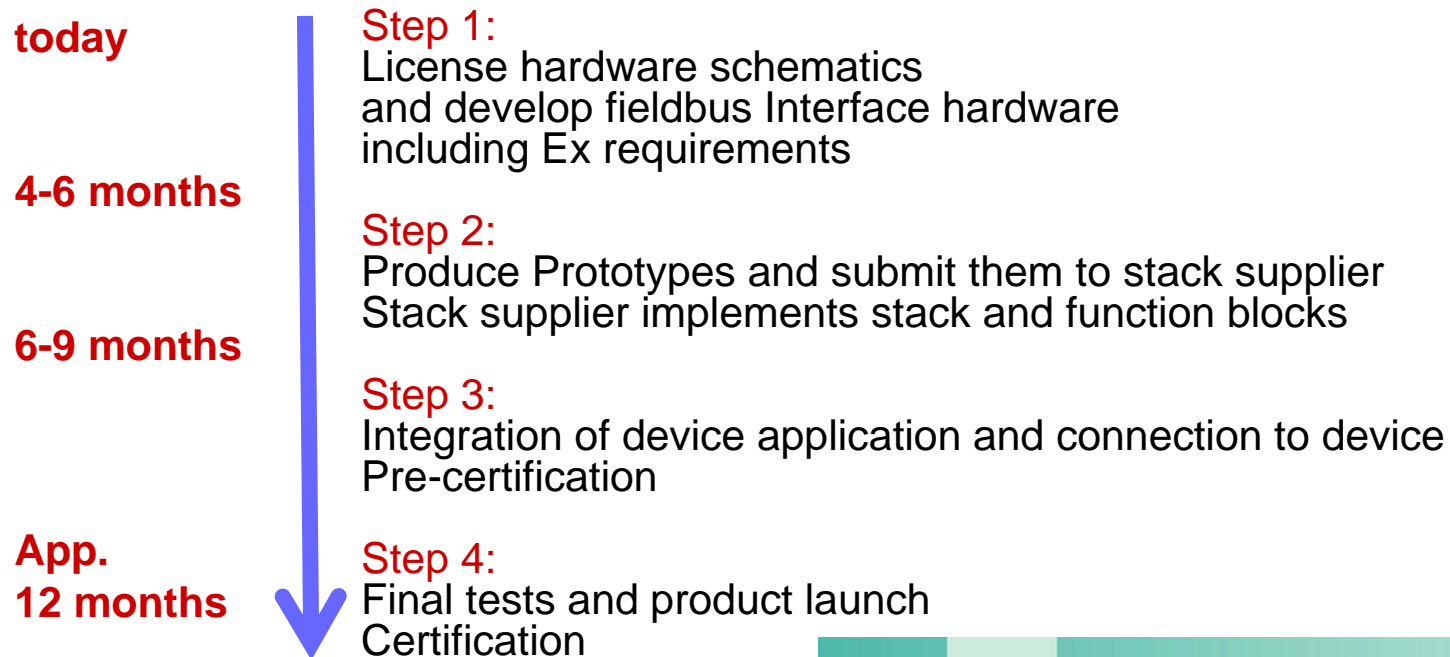 today
Step 1:
License hardware schematics
and develop fieldbus Interface hardware
including Ex requirements
4-6 months
Step 2:
Produce Prototypes and submit them to stack supplier
Stack supplier implements stack and function blocks
6-9 months
Step 3:
Integration of device application and connection to device
Pre-certification
App.
12 months
Step 4:
Final tests and product launch
Certification